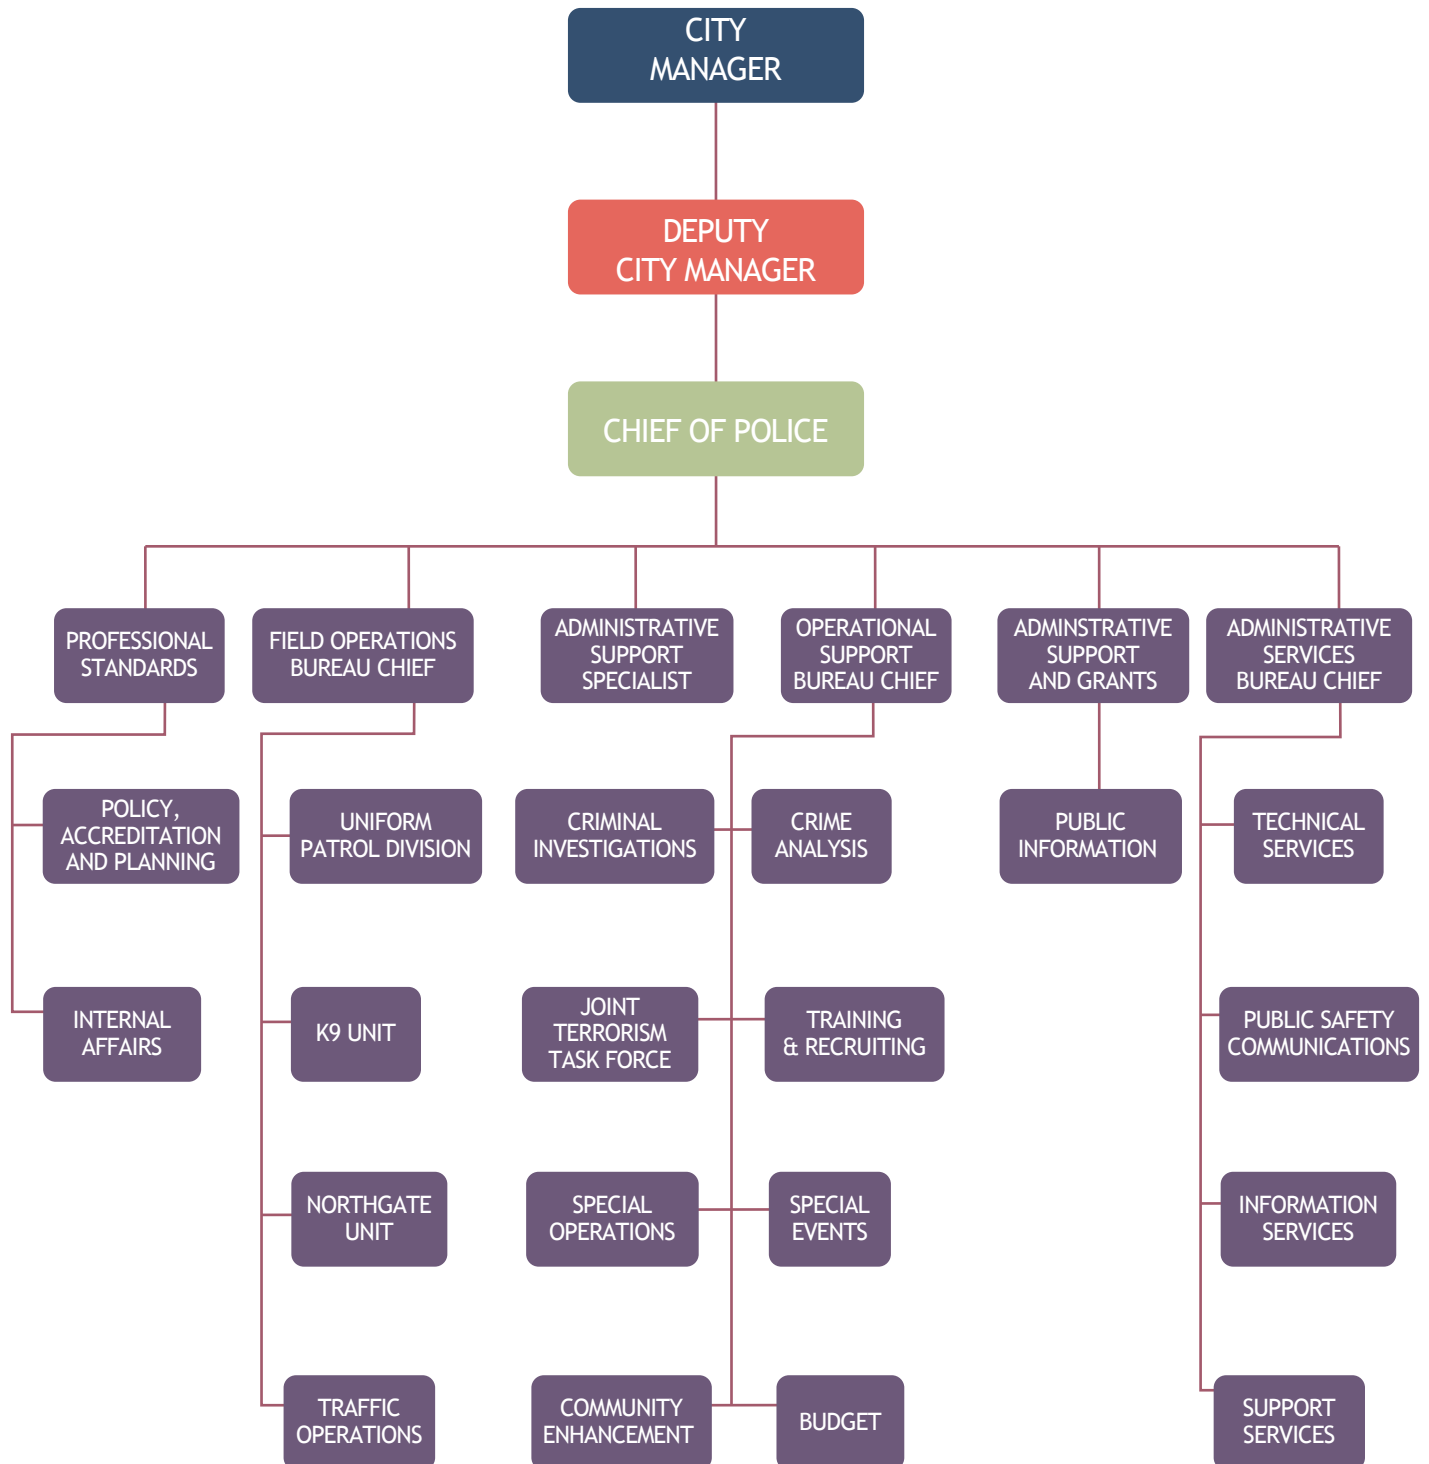 CITY
MANAGER
DEPUTY
CITY MANAGER
CHIEF OF POLICE
PROFESSIONAL
STANDARDS
FIELD OPERATIONS
BUREAU CHIEF
ADMINISTRATIVE
SUPPORT
SPECIALIST
OPERATIONAL
SUPPORT
BUREAU CHIEF
ADMINSTRATIVE
SUPPORT
AND GRANTS
ADMINISTRATIVE
SERVICES
BUREAU CHIEF
POLICY,
ACCREDITATION
AND PLANNING
UNIFORM
PATROL DIVISION
CRIMINAL
INVESTIGATIONS
CRIME
ANALYSIS
PUBLIC
INFORMATION
TECHNICAL
SERVICES
INTERNAL
AFFAIRS
K9 UNIT
JOINT
TERRORISM
TASK FORCE
TRAINING
& RECRUITING
PUBLIC SAFETY
COMMUNICATIONS
NORTHGATE
UNIT
SPECIAL
OPERATIONS
SPECIAL
EVENTS
INFORMATION
SERVICES
TRAFFIC
OPERATIONS
COMMUNITY
ENHANCEMENT
BUDGET
SUPPORT
SERVICES